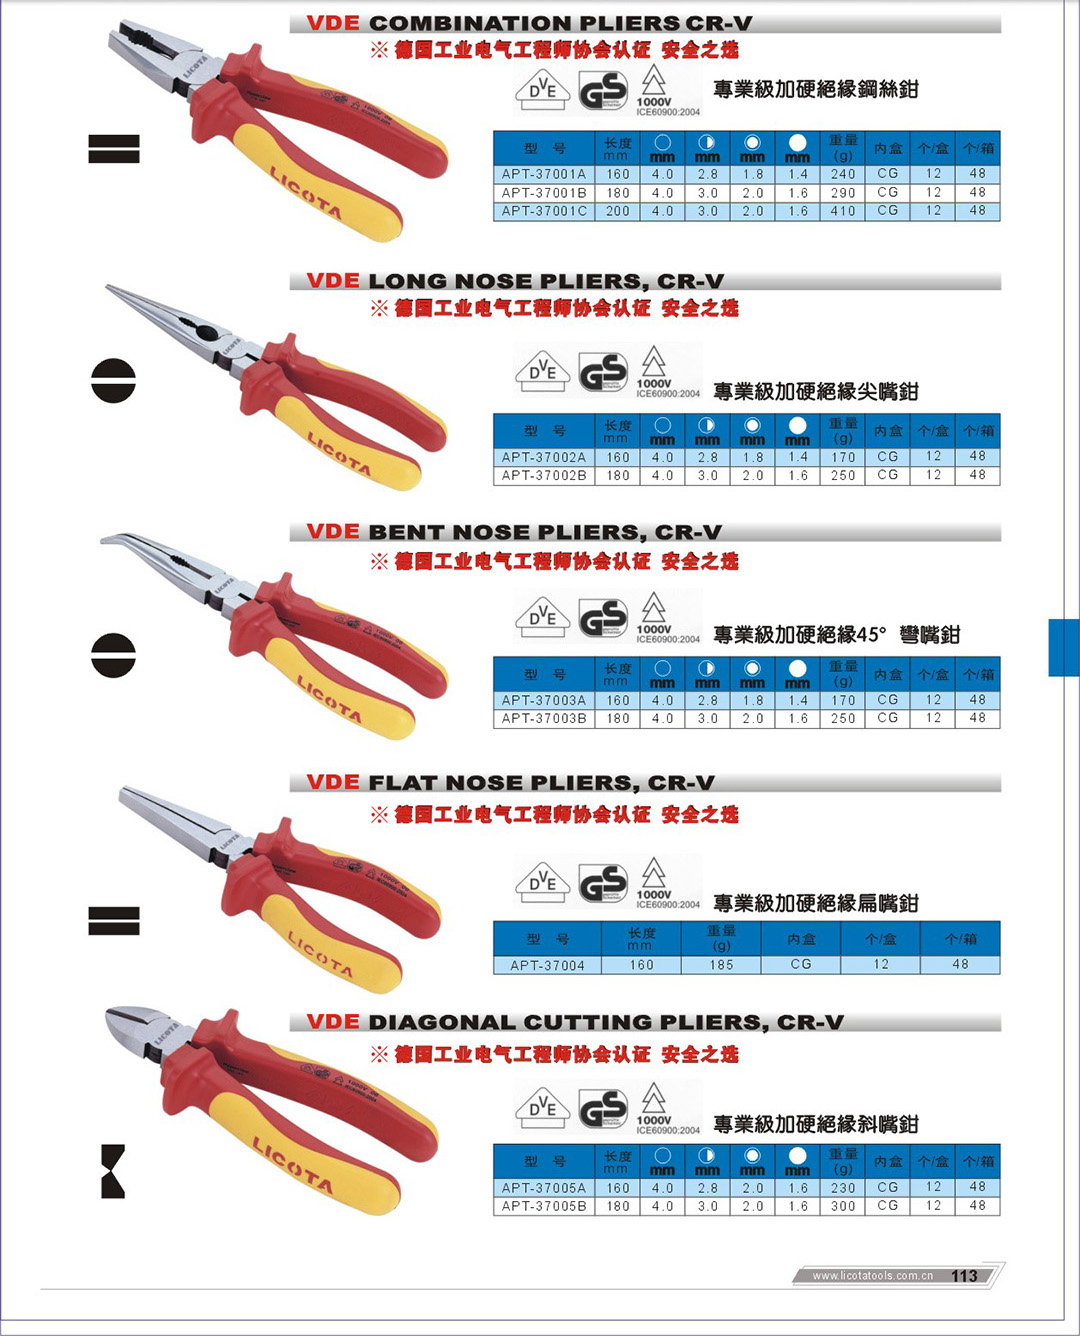 VDE COMBINATION PLIERS CR-V
※ 德国工业电气工程师协会认证 安全之选
LICOTA
DVE GS 1000V
ICE60900:2004
專業級加硬絕緣鋼絲鉗
LICOTA
型 号 长度mm mm mm mm mm 重量(g) 内盒 个/盒 个/箱
APT-37001A 160 4.0 2.8 1.8 1.4 240 CG 12 48
APT-37001B 180 4.0 3.0 2.0 1.6 290 CG 12 48
APT-37001C 200 4.0 3.0 2.0 1.6 410 CG 12 48
VDE LONG NOSE PLIERS, CR-V
※ 德国工业电气工程师协会认证 安全之选
LICOTA
DVE GS 1000V
ICE60900:2004
專業級加硬絕緣尖嘴鉗
LICOTA
型 号 长度mm mm mm mm mm 重量(g) 内盒 个/盒 个/箱
APT-37002A 160 4.0 2.8 1.8 1.4 170 CG 12 48
APT-37002B 180 4.0 3.0 2.0 1.6 250 CG 12 48
VDE BENT NOSE PLIERS, CR-V
※ 德国工业电气工程师协会认证 安全之选
LICOTA
DVE GS 1000V
ICE60900:2004
專業級加硬絕緣45° 彎嘴鉗
LICOTA
型 号 长度mm mm mm mm mm 重量(g) 内盒 个/盒 个/箱
APT-37003A 160 4.0 2.8 1.8 1.4 170 CG 12 48
APT-37003B 180 4.0 3.0 2.0 1.6 250 CG 12 48
VDE FLAT NOSE PLIERS, CR-V
※ 德国工业电气工程师协会认证 安全之选
LICOTA
DVE GS 1000V
ICE60900:2004
專業級加硬絕緣扁嘴鉗
LICOTA
型 号 长度mm 重量(g) 内盒 个/盒 个/箱
APT-37004 160 185 CG 12 48
VDE DIAGONAL CUTTING PLIERS, CR-V
※ 德国工业电气工程师协会认证 安全之选
LICOTA
DVE GS 1000V
ICE60900:2004
專業級加硬絕緣斜嘴鉗
LICOTA
型 号 长度mm mm mm mm mm 重量(g) 内盒 个/盒 个/箱
APT-37005A 160 4.0 2.8 2.0 1.6 230 CG 12 48
APT-37005B 180 4.0 3.0 2.0 1.6 300 CG 12 48
www.licotatools.com.cn 113